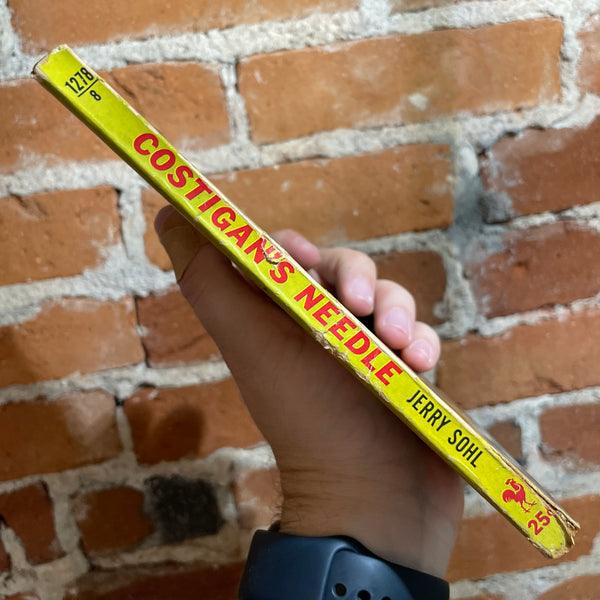 1278
8
COSTIGAN'S NEEDLE
JERRY SOHL
25¢